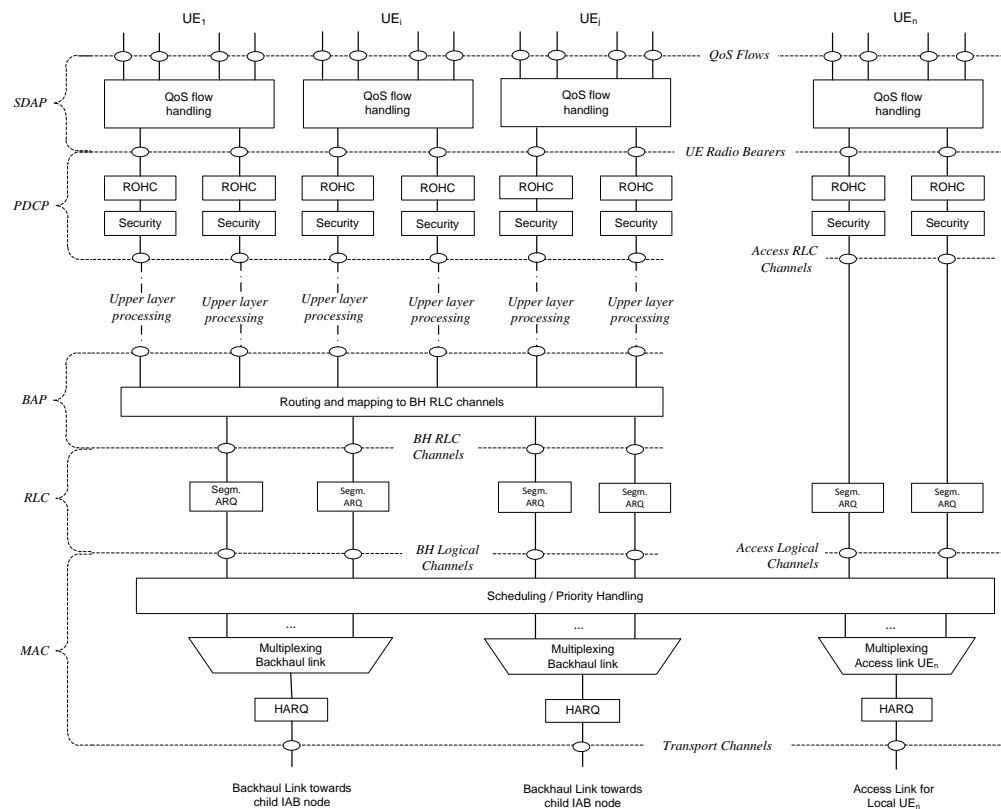 UE1 UEi UEj UEn
QoS Flows
SDAP
QoS flow handling QoS flow handling QoS flow handling QoS flow handling
UE Radio Bearers
ROHC ROHC ROHC ROHC ROHC ROHC ROHC ROHC
PDCP
Security Security Security Security Security Security Security Security
Access RLC
Channels
Upper layer processing Upper layer processing Upper layer processing Upper layer processing Upper layer processing Upper layer processing
BAP
Routing and mapping to BH RLC channels
BH RLC
Channels
RLC
Segm. ARQ Segm. ARQ Segm. ARQ Segm. ARQ Segm. ARQ Segm. ARQ
BH Logical Channels Access Logical Channels
Scheduling / Priority Handling
... ... ...
MAC
Multiplexing Backhaul link Multiplexing Backhaul link Multiplexing Access link UEn
HARQ HARQ HARQ
Transport Channels
Backhaul Link towards child IAB node Backhaul Link towards child IAB node Access Link for Local UEn